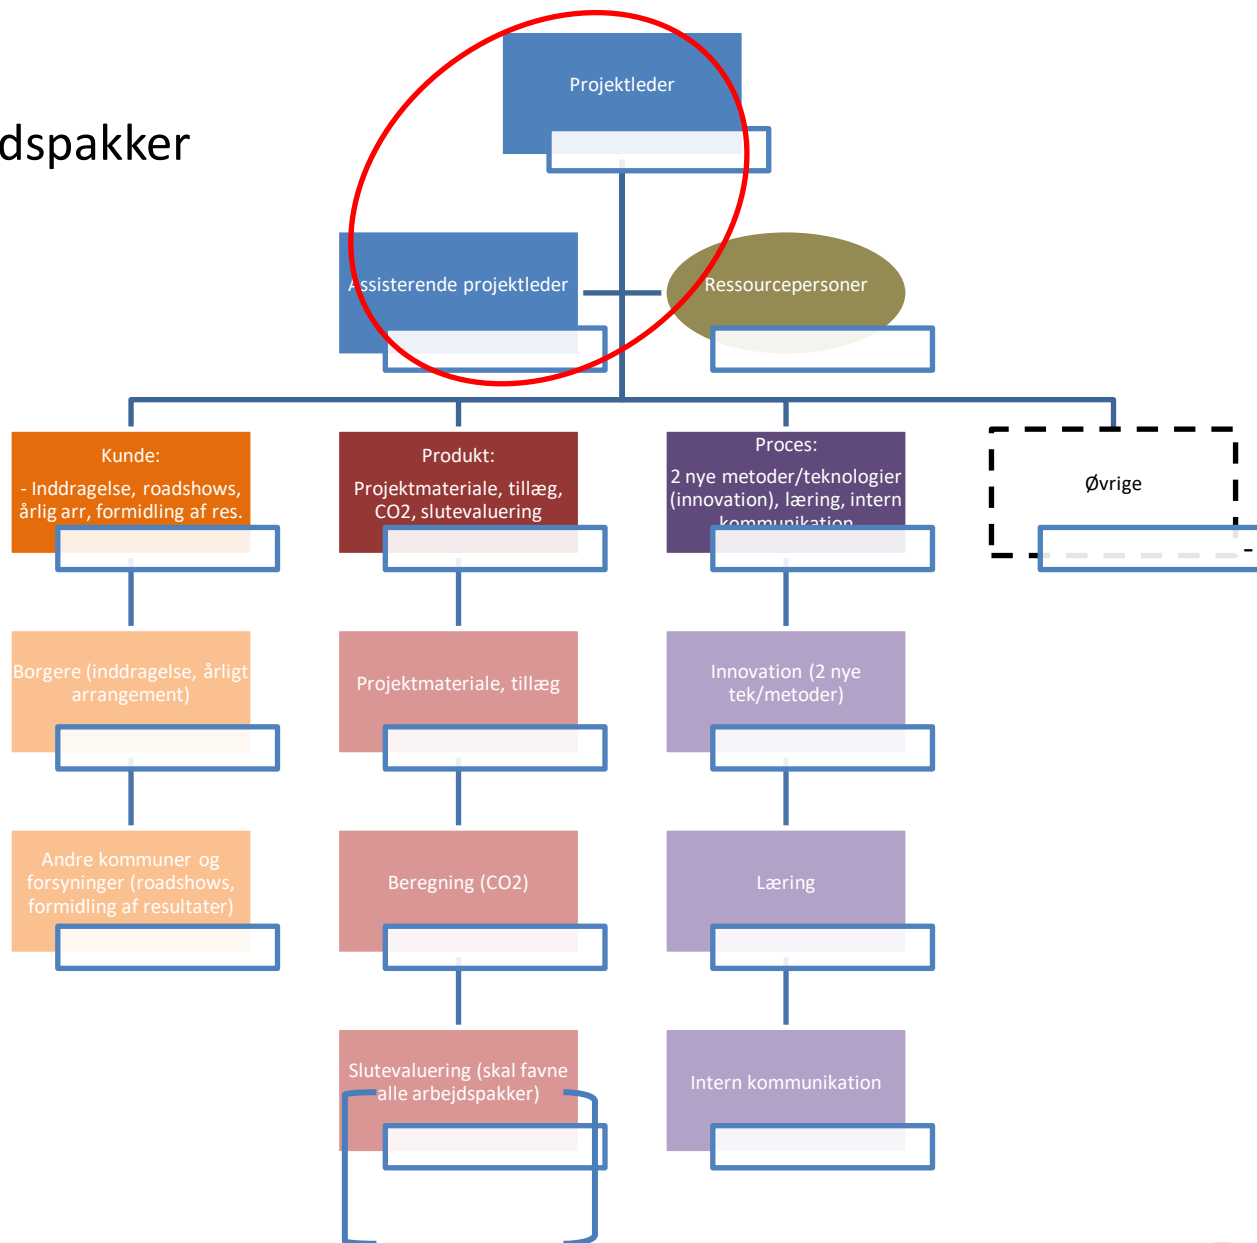 dspakker
Projektleder
Assisterende projektleder
Ressourcepersoner
Kunde:
- Inddragelse, roadshows,
årlig arr, formidling af res.
Produkt:
Projektmateriale, tillæg,
CO2, slutevaluering
Proces:
2 nye metoder/teknologier
(innovation), læring, intern
kommunikation
Øvrige
-
Borgere (inddragelse, årligt
arrangement)
Projektmateriale, tillæg
Innovation (2 nye
tek/metoder)
Andre kommuner og
forsyninger (roadshows,
formidling af resultater)
Beregning (CO2)
Læring
Slutevaluering (skal favne
alle arbejdspakker)
Intern kommunikation